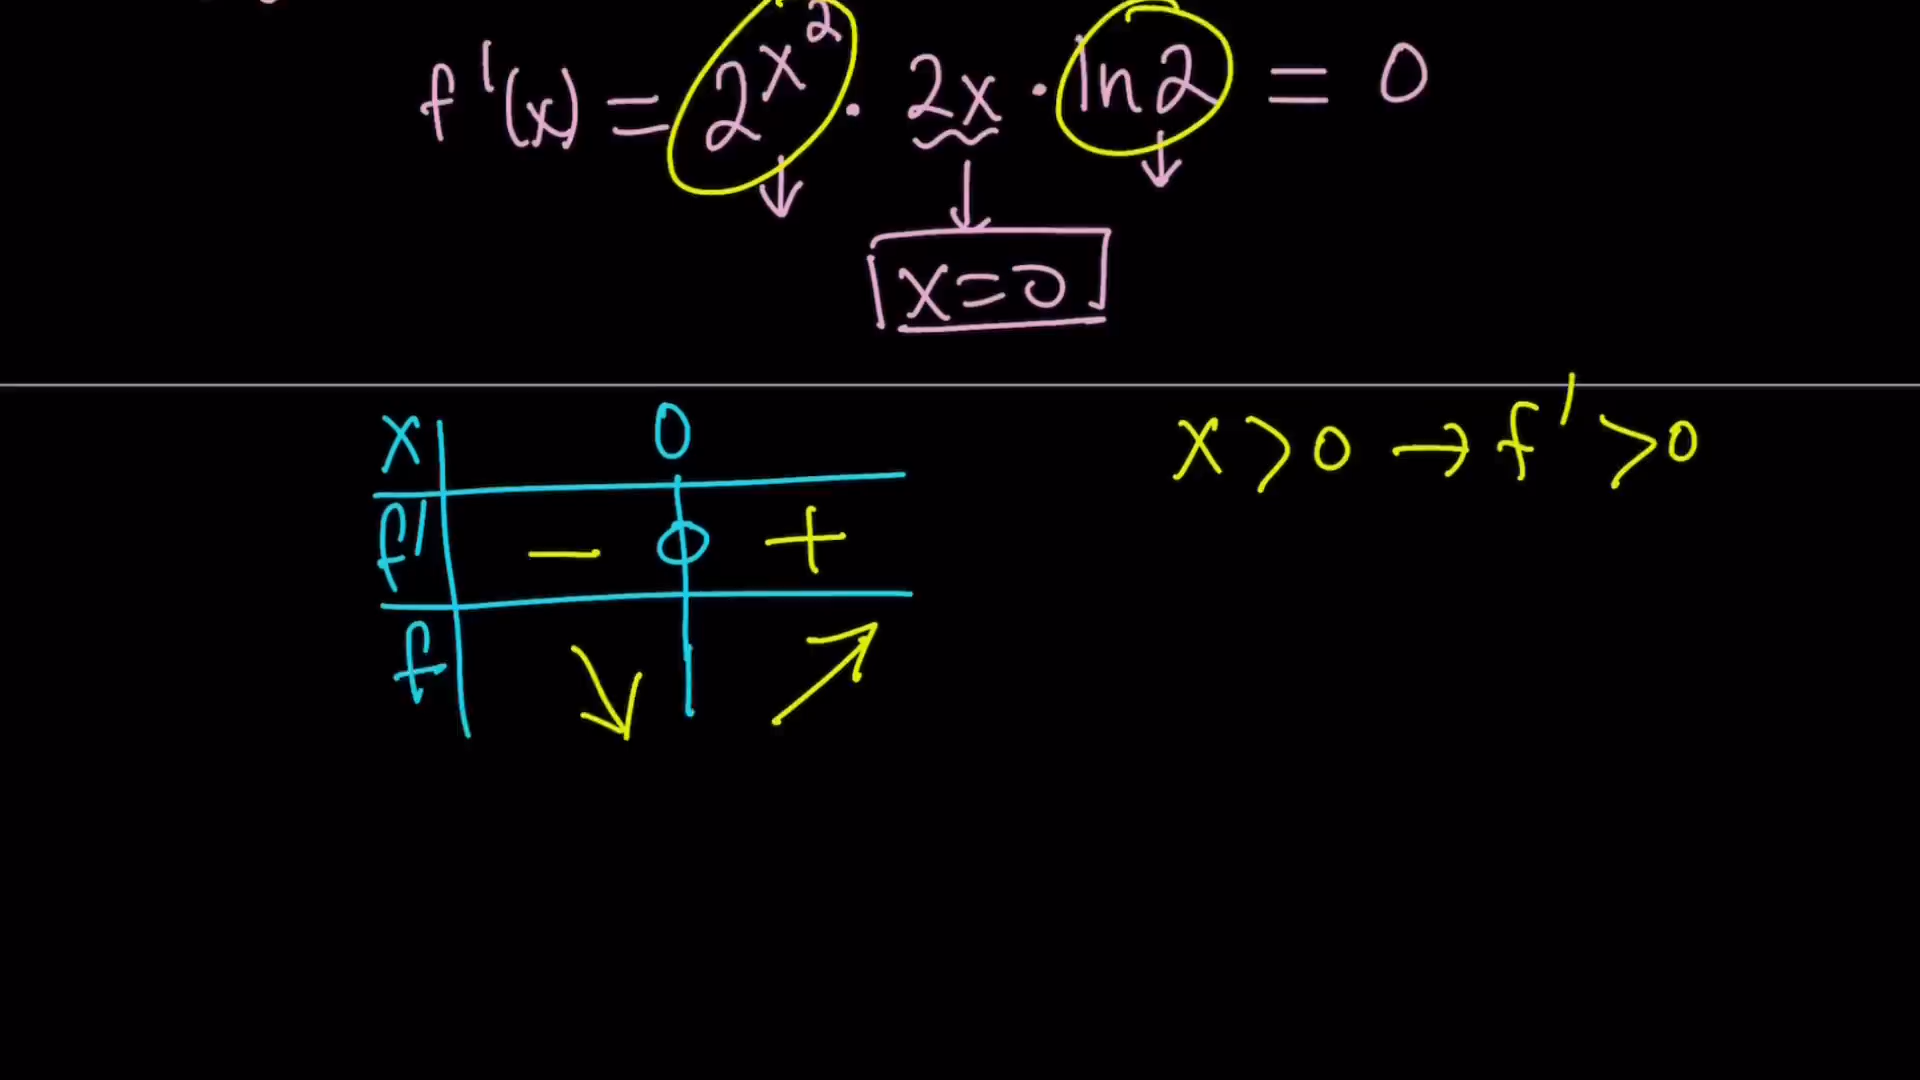 f'(x) = 2^{x^2} · 2x · ln2 = 0
x=0
x 0
x > 0 → f' > 0
f' − 0 +
f ↘ ↗